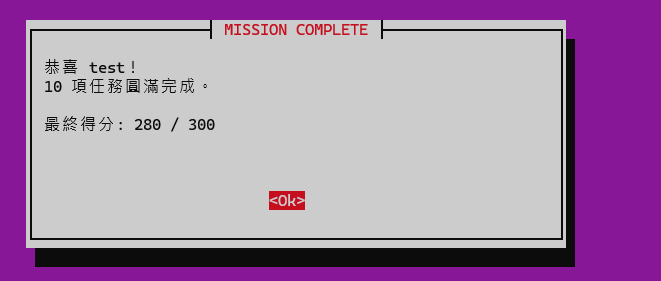 MISSION COMPLETE
恭喜 test！
10 項任務圓滿完成。
最終得分: 280 / 300
<Ok>